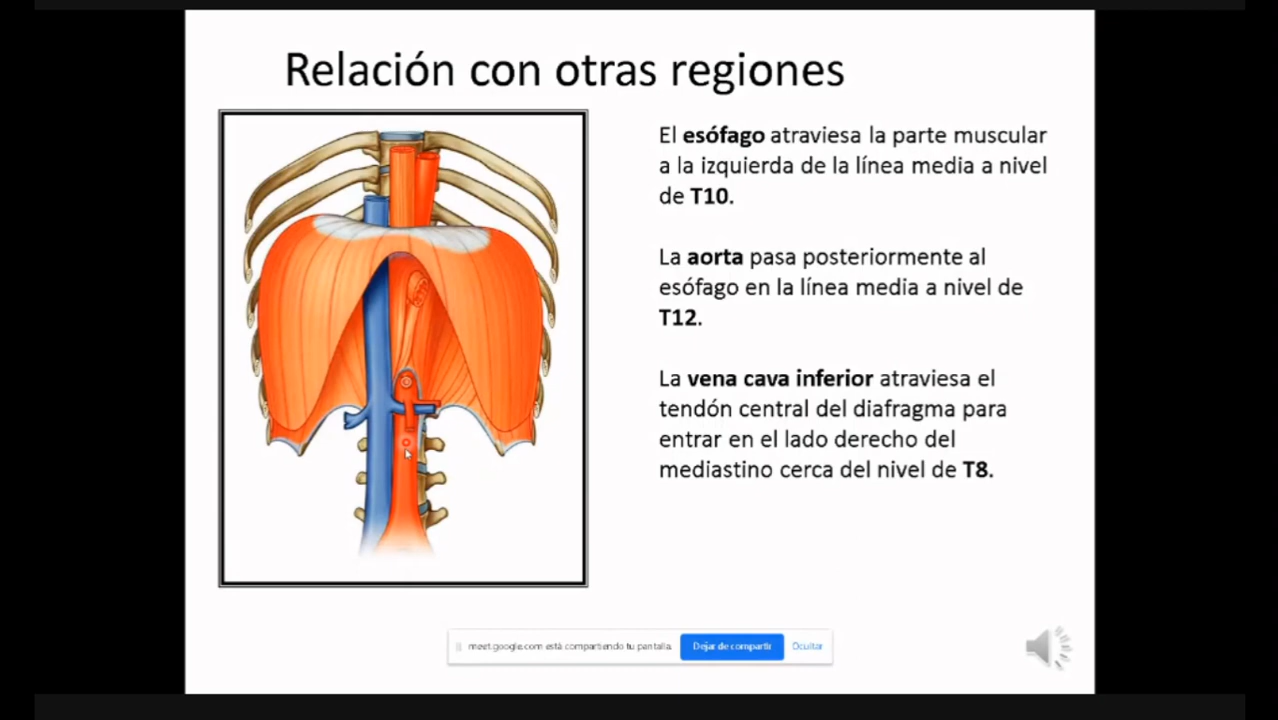 Relación con otras regiones
El esófago atraviesa la parte muscular
a la izquierda de la línea media a nivel
de T10.
La aorta pasa posteriormente al
esófago en la línea media a nivel de
T12.
La vena cava inferior atraviesa el
tendón central del diafragma para
entrar en el lado derecho del
mediastino cerca del nivel de T8.
meet.google.com está compartiendo tu pantalla.
Dejar de compartir
Ocultar